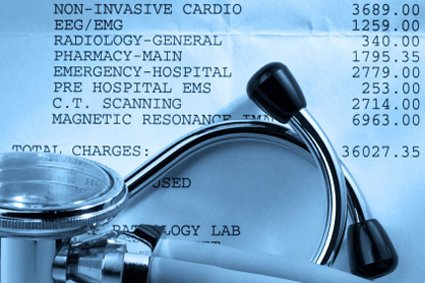 NON-INVASIVE CARDIO 3689.00
EEG/EMG 1259.00
RADIOLOGY-GENERAL 340.00
PHARMACY-MAIN 1795.35
EMERGENCY-HOSPITAL 2779.00
PRE HOSPITAL EMS 253.00
C.T. SCANNING 2714.00
MAGNETIC RESONANCE 6963.00
TOTAL CHARGES: 36027.35
LAB